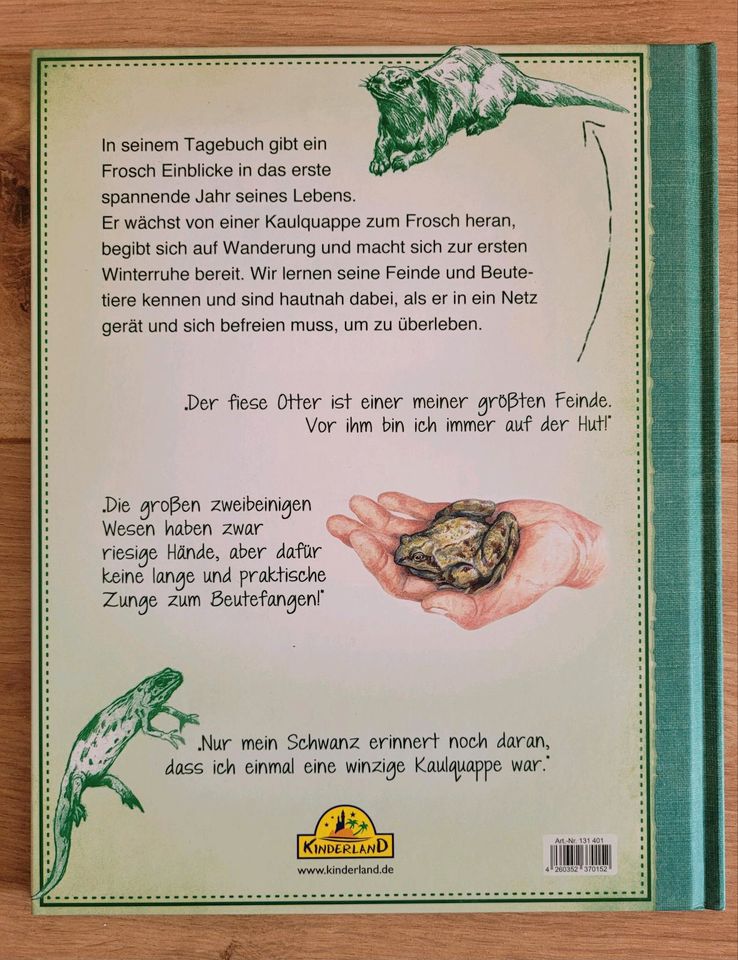 In seinem Tagebuch gibt ein
Frosch Einblicke in das erste
spannende Jahr seines Lebens.
Er wächst von einer Kaulquappe zum Frosch heran,
begibt sich auf Wanderung und macht sich zur ersten
Winterruhe bereit. Wir lernen seine Feinde und Beute-
tiere kennen und sind hautnah dabei, als er in ein Netz
gerät und sich befreien muss, um zu überleben.
„Der fiese Otter ist einer meiner größten Feinde.
Vor ihm bin ich immer auf der Hut!“
„Die großen zweibeinigen
Wesen haben zwar
riesige Hände, aber dafür
keine lange und praktische
Zunge zum Beutefangen!“
„Nur mein Schwanz erinnert noch daran,
dass ich einmal eine winzige Kaulquappe war.“
KINDERLAND
www.kinderland.de
Art.-Nr. 131 401
4 260352 370152